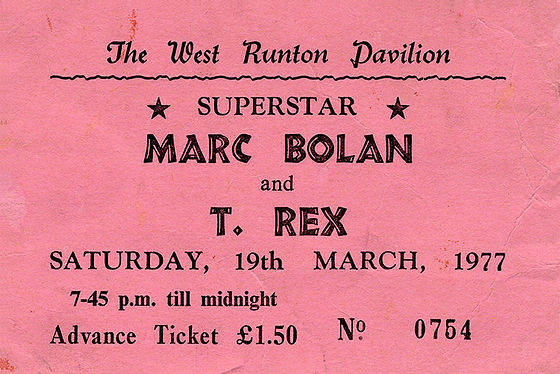 The West Runton Pavilion
★ SUPERSTAR ★
MARC BOLAN
and
T. REX
SATURDAY, 19th MARCH, 1977
7-45 p.m. till midnight
Advance Ticket £1.50 Nº 0754